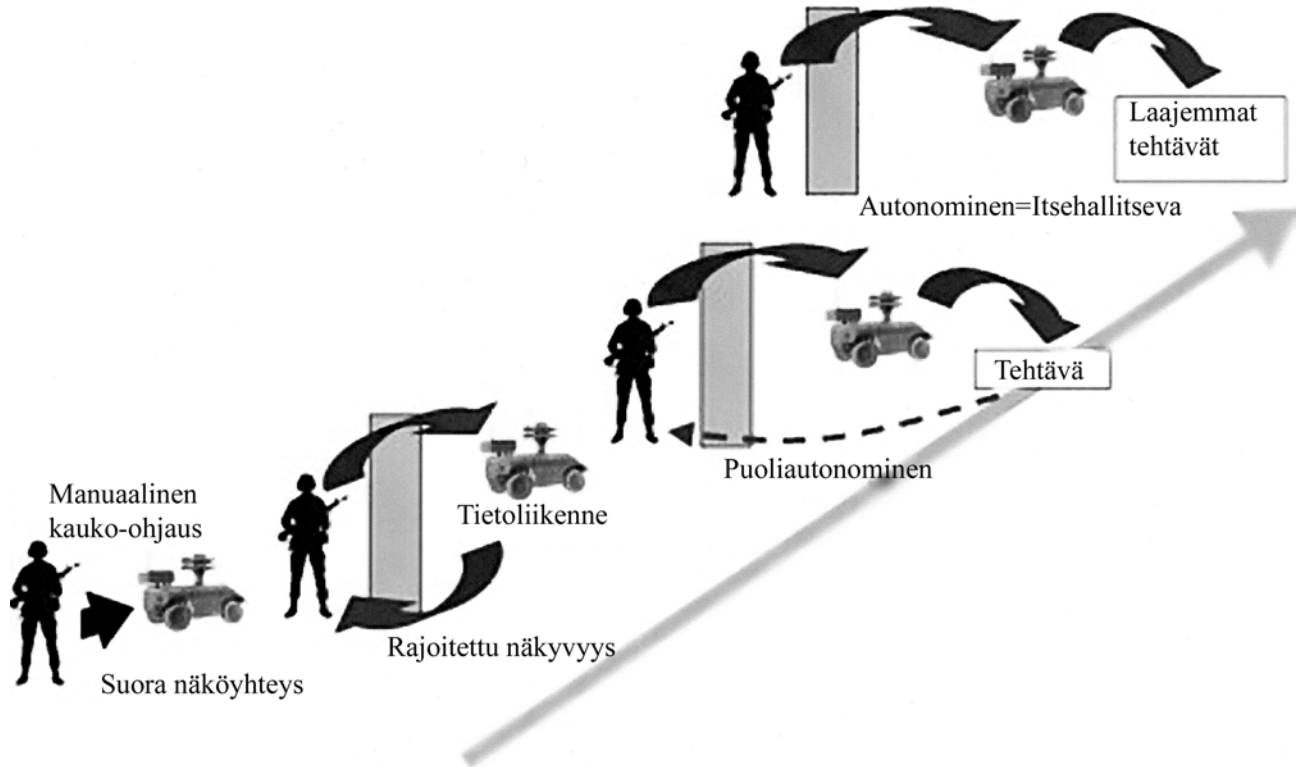 Manuaalinen
kauko-ohjaus
Suora näköyhteys
Tietoliikenne
Rajoitettu näkyvyys
Tehtävä
Puoliautonominen
Laajemmat
tehtävät
Autonominen=Itsehallitseva